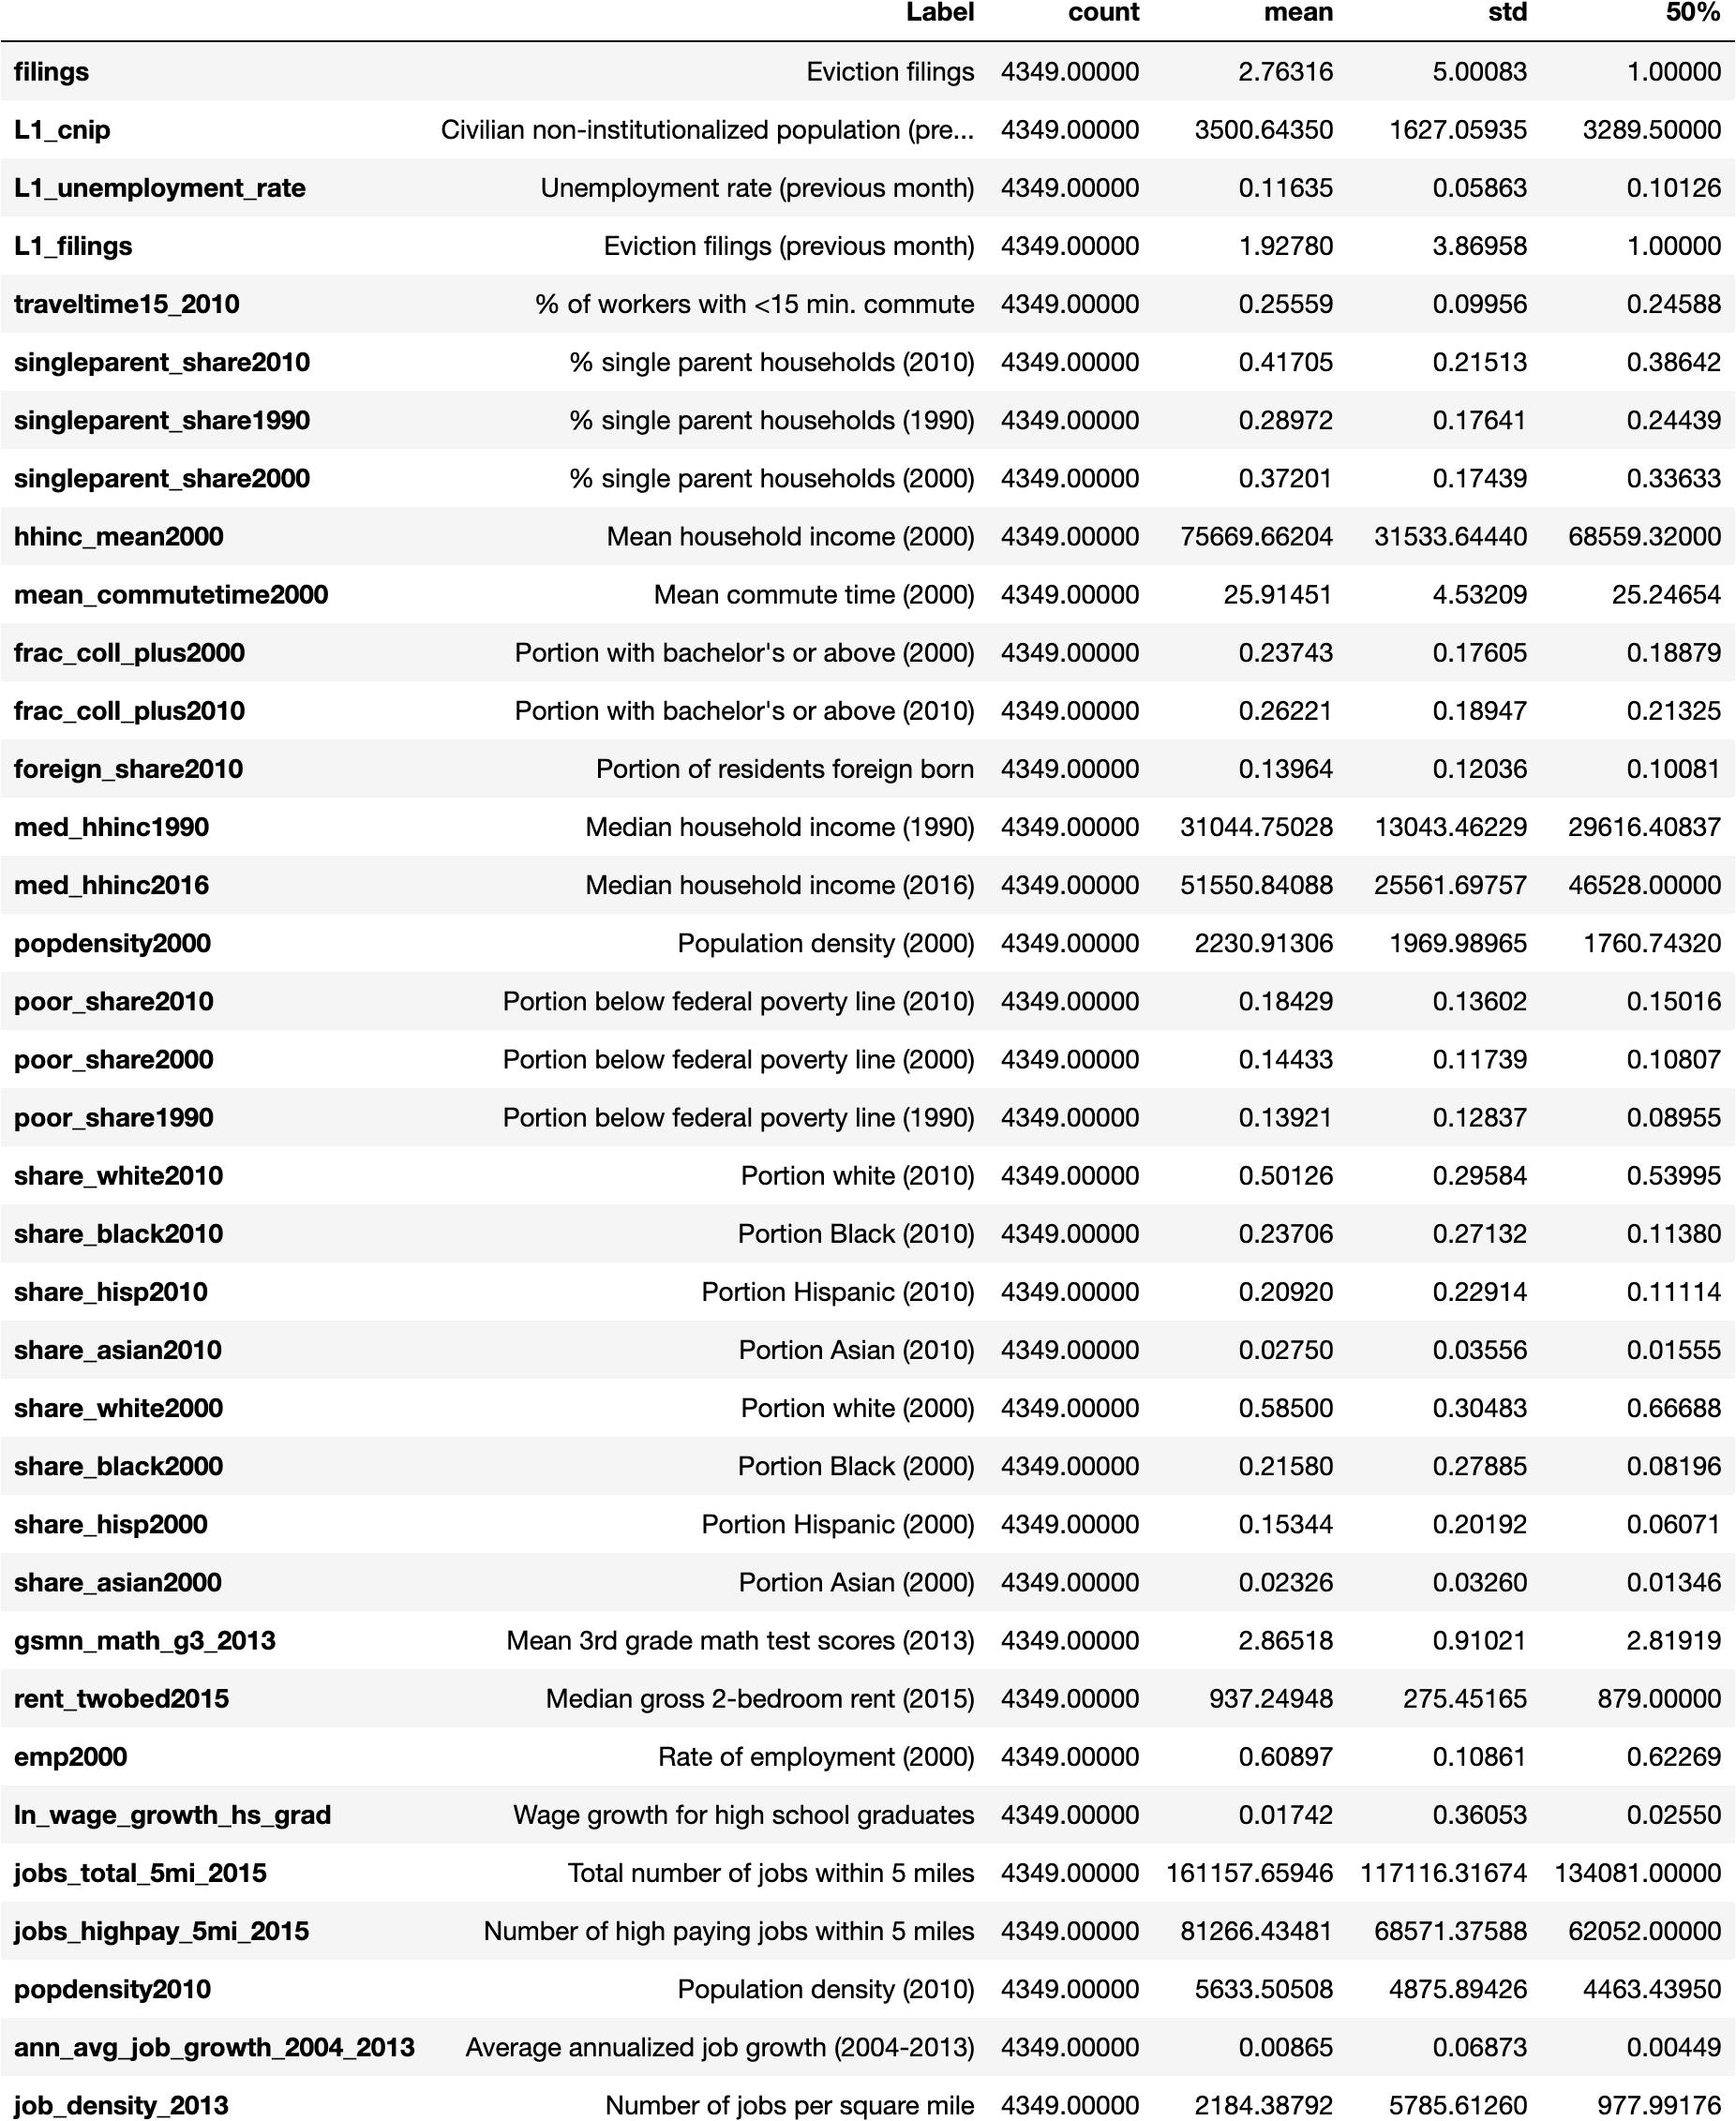 Label count mean std 50%
filings Eviction filings 4349.00000 2.76316 5.00083 1.00000
L1_cnip Civilian non-institutionalized population (pre... 4349.00000 3500.64350 1627.05935 3289.50000
L1_unemployment_rate Unemployment rate (previous month) 4349.00000 0.11635 0.05863 0.10126
L1_filings Eviction filings (previous month) 4349.00000 1.92780 3.86958 1.00000
traveltime15_2010 % of workers with <15 min. commute 4349.00000 0.25559 0.09956 0.24588
singleparent_share2010 % single parent households (2010) 4349.00000 0.41705 0.21513 0.38642
singleparent_share1990 % single parent households (1990) 4349.00000 0.28972 0.17641 0.24439
singleparent_share2000 % single parent households (2000) 4349.00000 0.37201 0.17439 0.33633
hhinc_mean2000 Mean household income (2000) 4349.00000 75669.66204 31533.64440 68559.32000
mean_commutetime2000 Mean commute time (2000) 4349.00000 25.91451 4.53209 25.24654
frac_coll_plus2000 Portion with bachelor's or above (2000) 4349.00000 0.23743 0.17605 0.18879
frac_coll_plus2010 Portion with bachelor's or above (2010) 4349.00000 0.26221 0.18947 0.21325
foreign_share2010 Portion of residents foreign born 4349.00000 0.13964 0.12036 0.10081
med_hhinc1990 Median household income (1990) 4349.00000 31044.75028 13043.46229 29616.40837
med_hhinc2016 Median household income (2016) 4349.00000 51550.84088 25561.69757 46528.00000
popdensity2000 Population density (2000) 4349.00000 2230.91306 1969.98965 1760.74320
poor_share2010 Portion below federal poverty line (2010) 4349.00000 0.18429 0.13602 0.15016
poor_share2000 Portion below federal poverty line (2000) 4349.00000 0.14433 0.11739 0.10807
poor_share1990 Portion below federal poverty line (1990) 4349.00000 0.13921 0.12837 0.08955
share_white2010 Portion white (2010) 4349.00000 0.50126 0.29584 0.53995
share_black2010 Portion Black (2010) 4349.00000 0.23706 0.27132 0.11380
share_hisp2010 Portion Hispanic (2010) 4349.00000 0.20920 0.22914 0.11114
share_asian2010 Portion Asian (2010) 4349.00000 0.02750 0.03556 0.01555
share_white2000 Portion white (2000) 4349.00000 0.58500 0.30483 0.66688
share_black2000 Portion Black (2000) 4349.00000 0.21580 0.27885 0.08196
share_hisp2000 Portion Hispanic (2000) 4349.00000 0.15344 0.20192 0.06071
share_asian2000 Portion Asian (2000) 4349.00000 0.02326 0.03260 0.01346
gsmn_math_g3_2013 Mean 3rd grade math test scores (2013) 4349.00000 2.86518 0.91021 2.81919
rent_twobed2015 Median gross 2-bedroom rent (2015) 4349.00000 937.24948 275.45165 879.00000
emp2000 Rate of employment (2000) 4349.00000 0.60897 0.10861 0.62269
ln_wage_growth_hs_grad Wage growth for high school graduates 4349.00000 0.01742 0.36053 0.02550
jobs_total_5mi_2015 Total number of jobs within 5 miles 4349.00000 161157.65946 117116.31674 134081.00000
jobs_highpay_5mi_2015 Number of high paying jobs within 5 miles 4349.00000 81266.43481 68571.37588 62052.00000
popdensity2010 Population density (2010) 4349.00000 5633.50508 4875.89426 4463.43950
ann_avg_job_growth_2004_2013 Average annualized job growth (2004-2013) 4349.00000 0.00865 0.06873 0.00449
job_density_2013 Number of jobs per square mile 4349.00000 2184.38792 5785.61260 977.99176